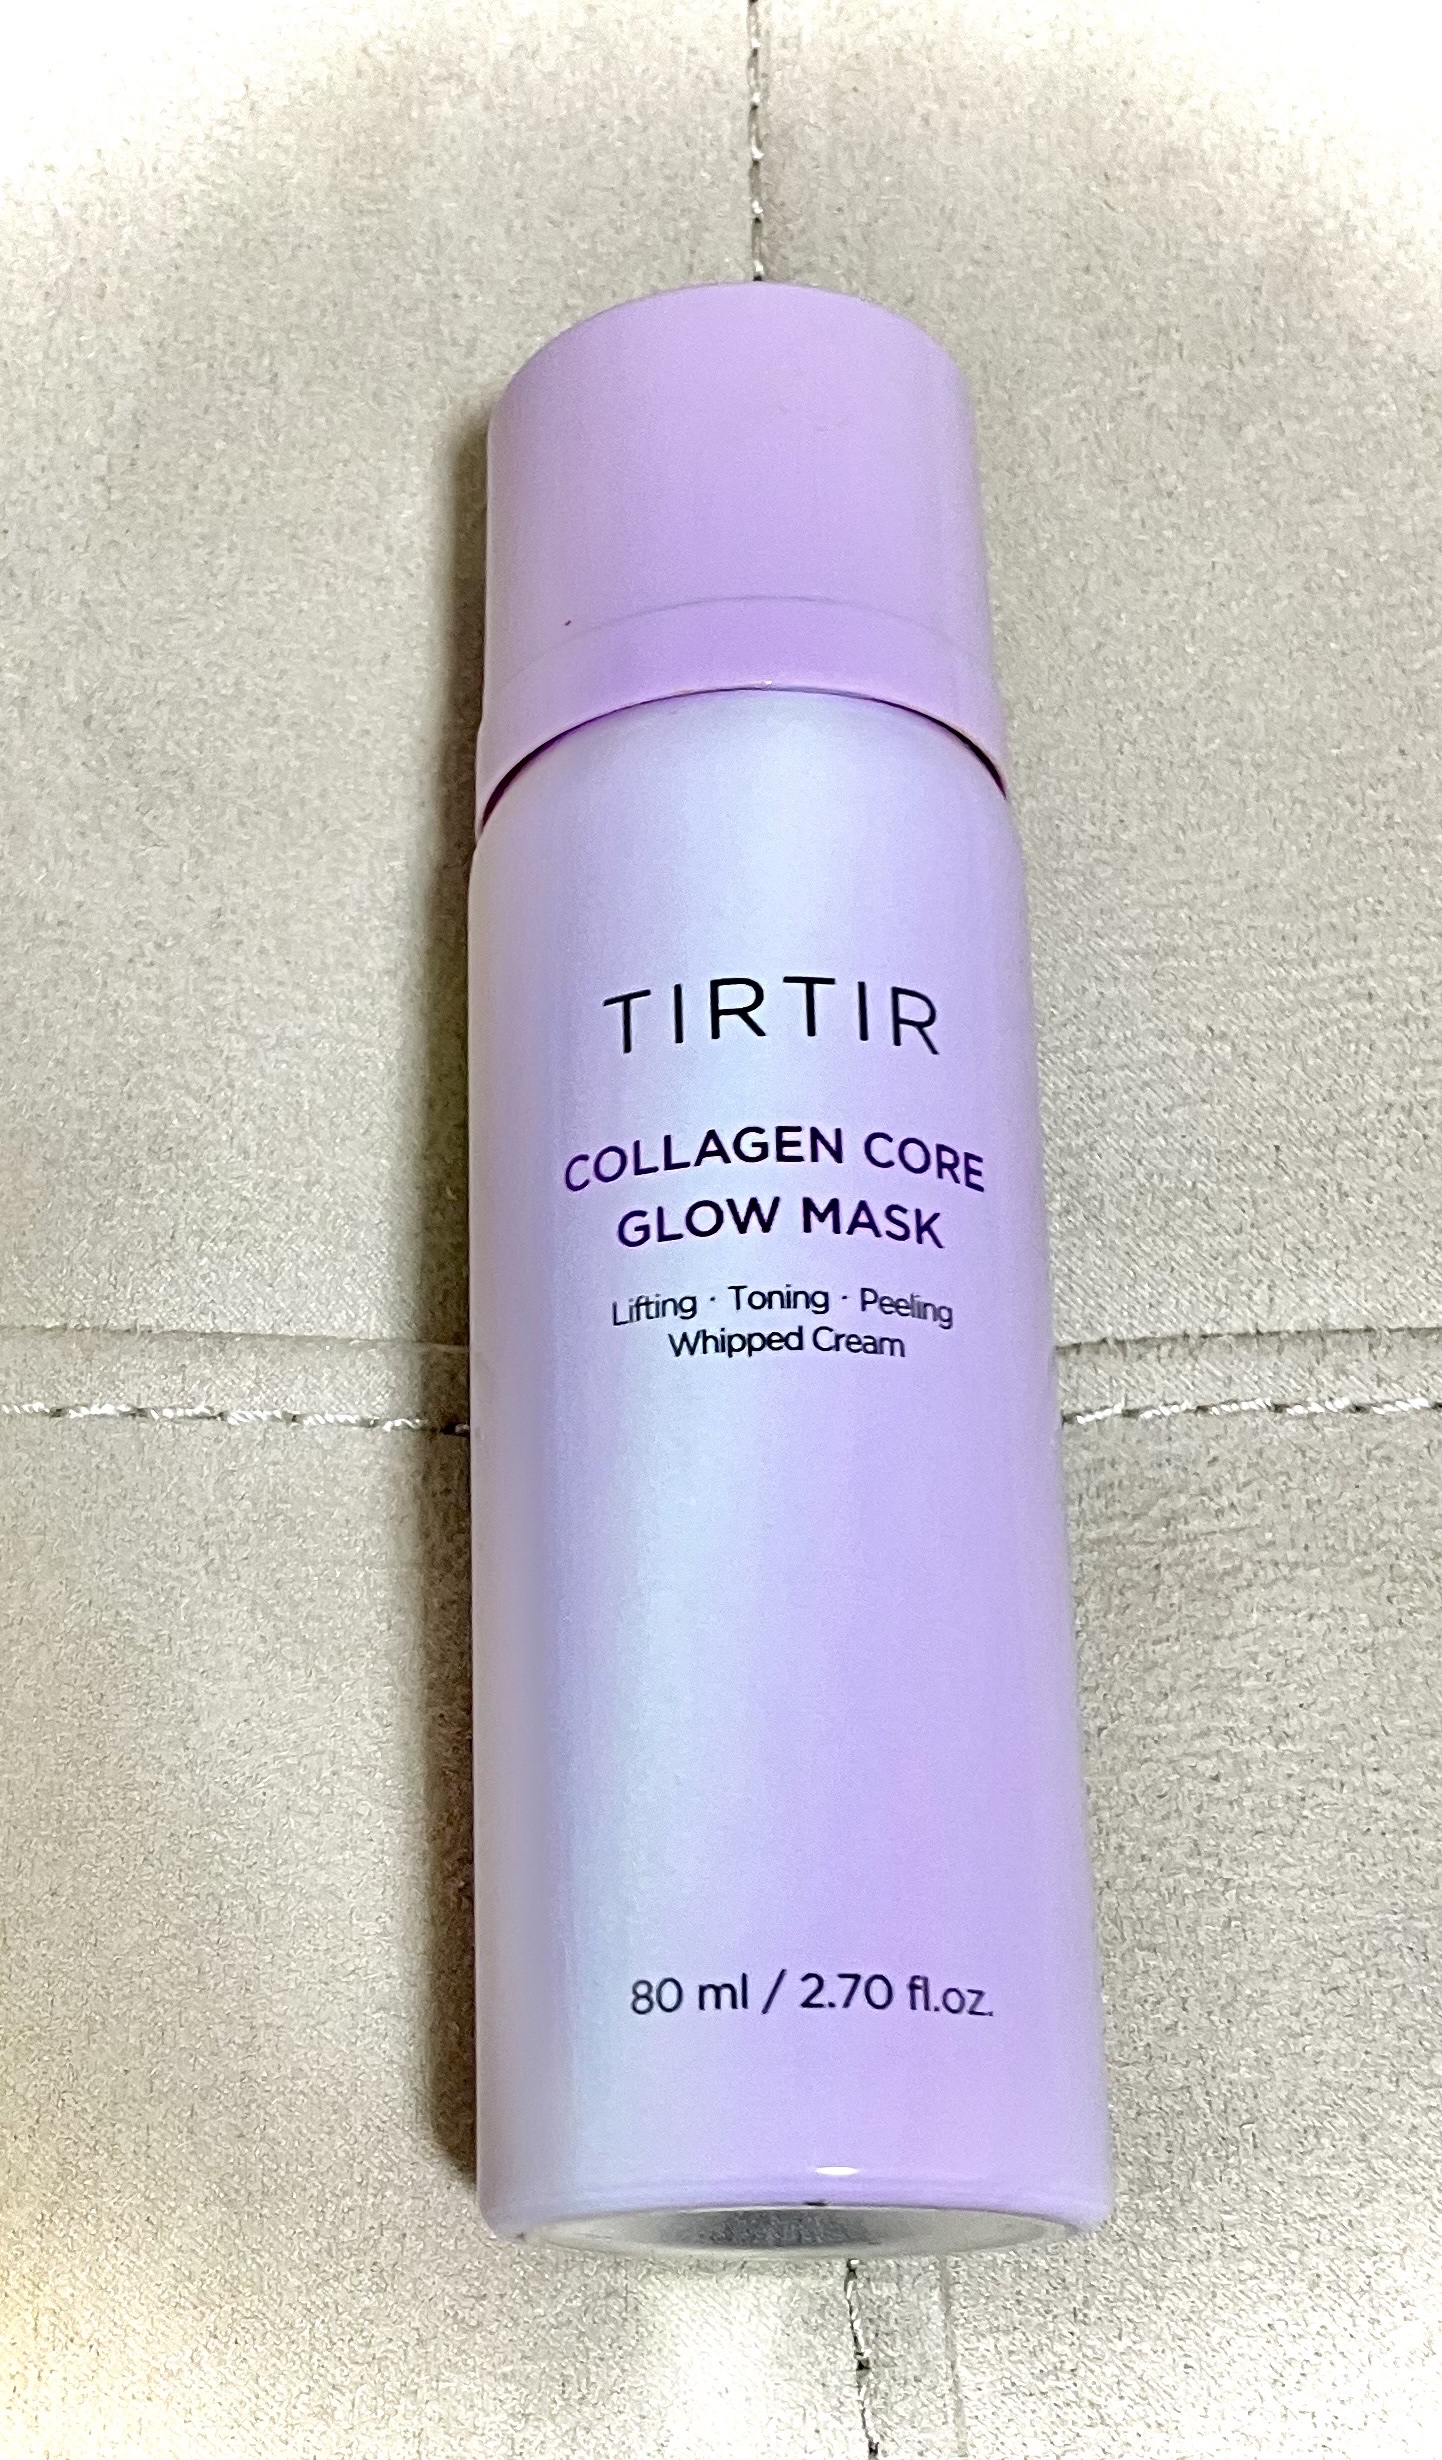 TIRTIR
COLLAGEN CORE
GLOW MASK
Lifting · Toning · Peeling
Whipped Cream
80 ml / 2.70 fl.oz.